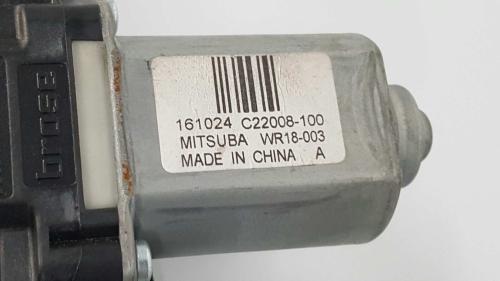 161024 C22008-100
MITSUBA WR18-003
MADE IN CHINA A
brose